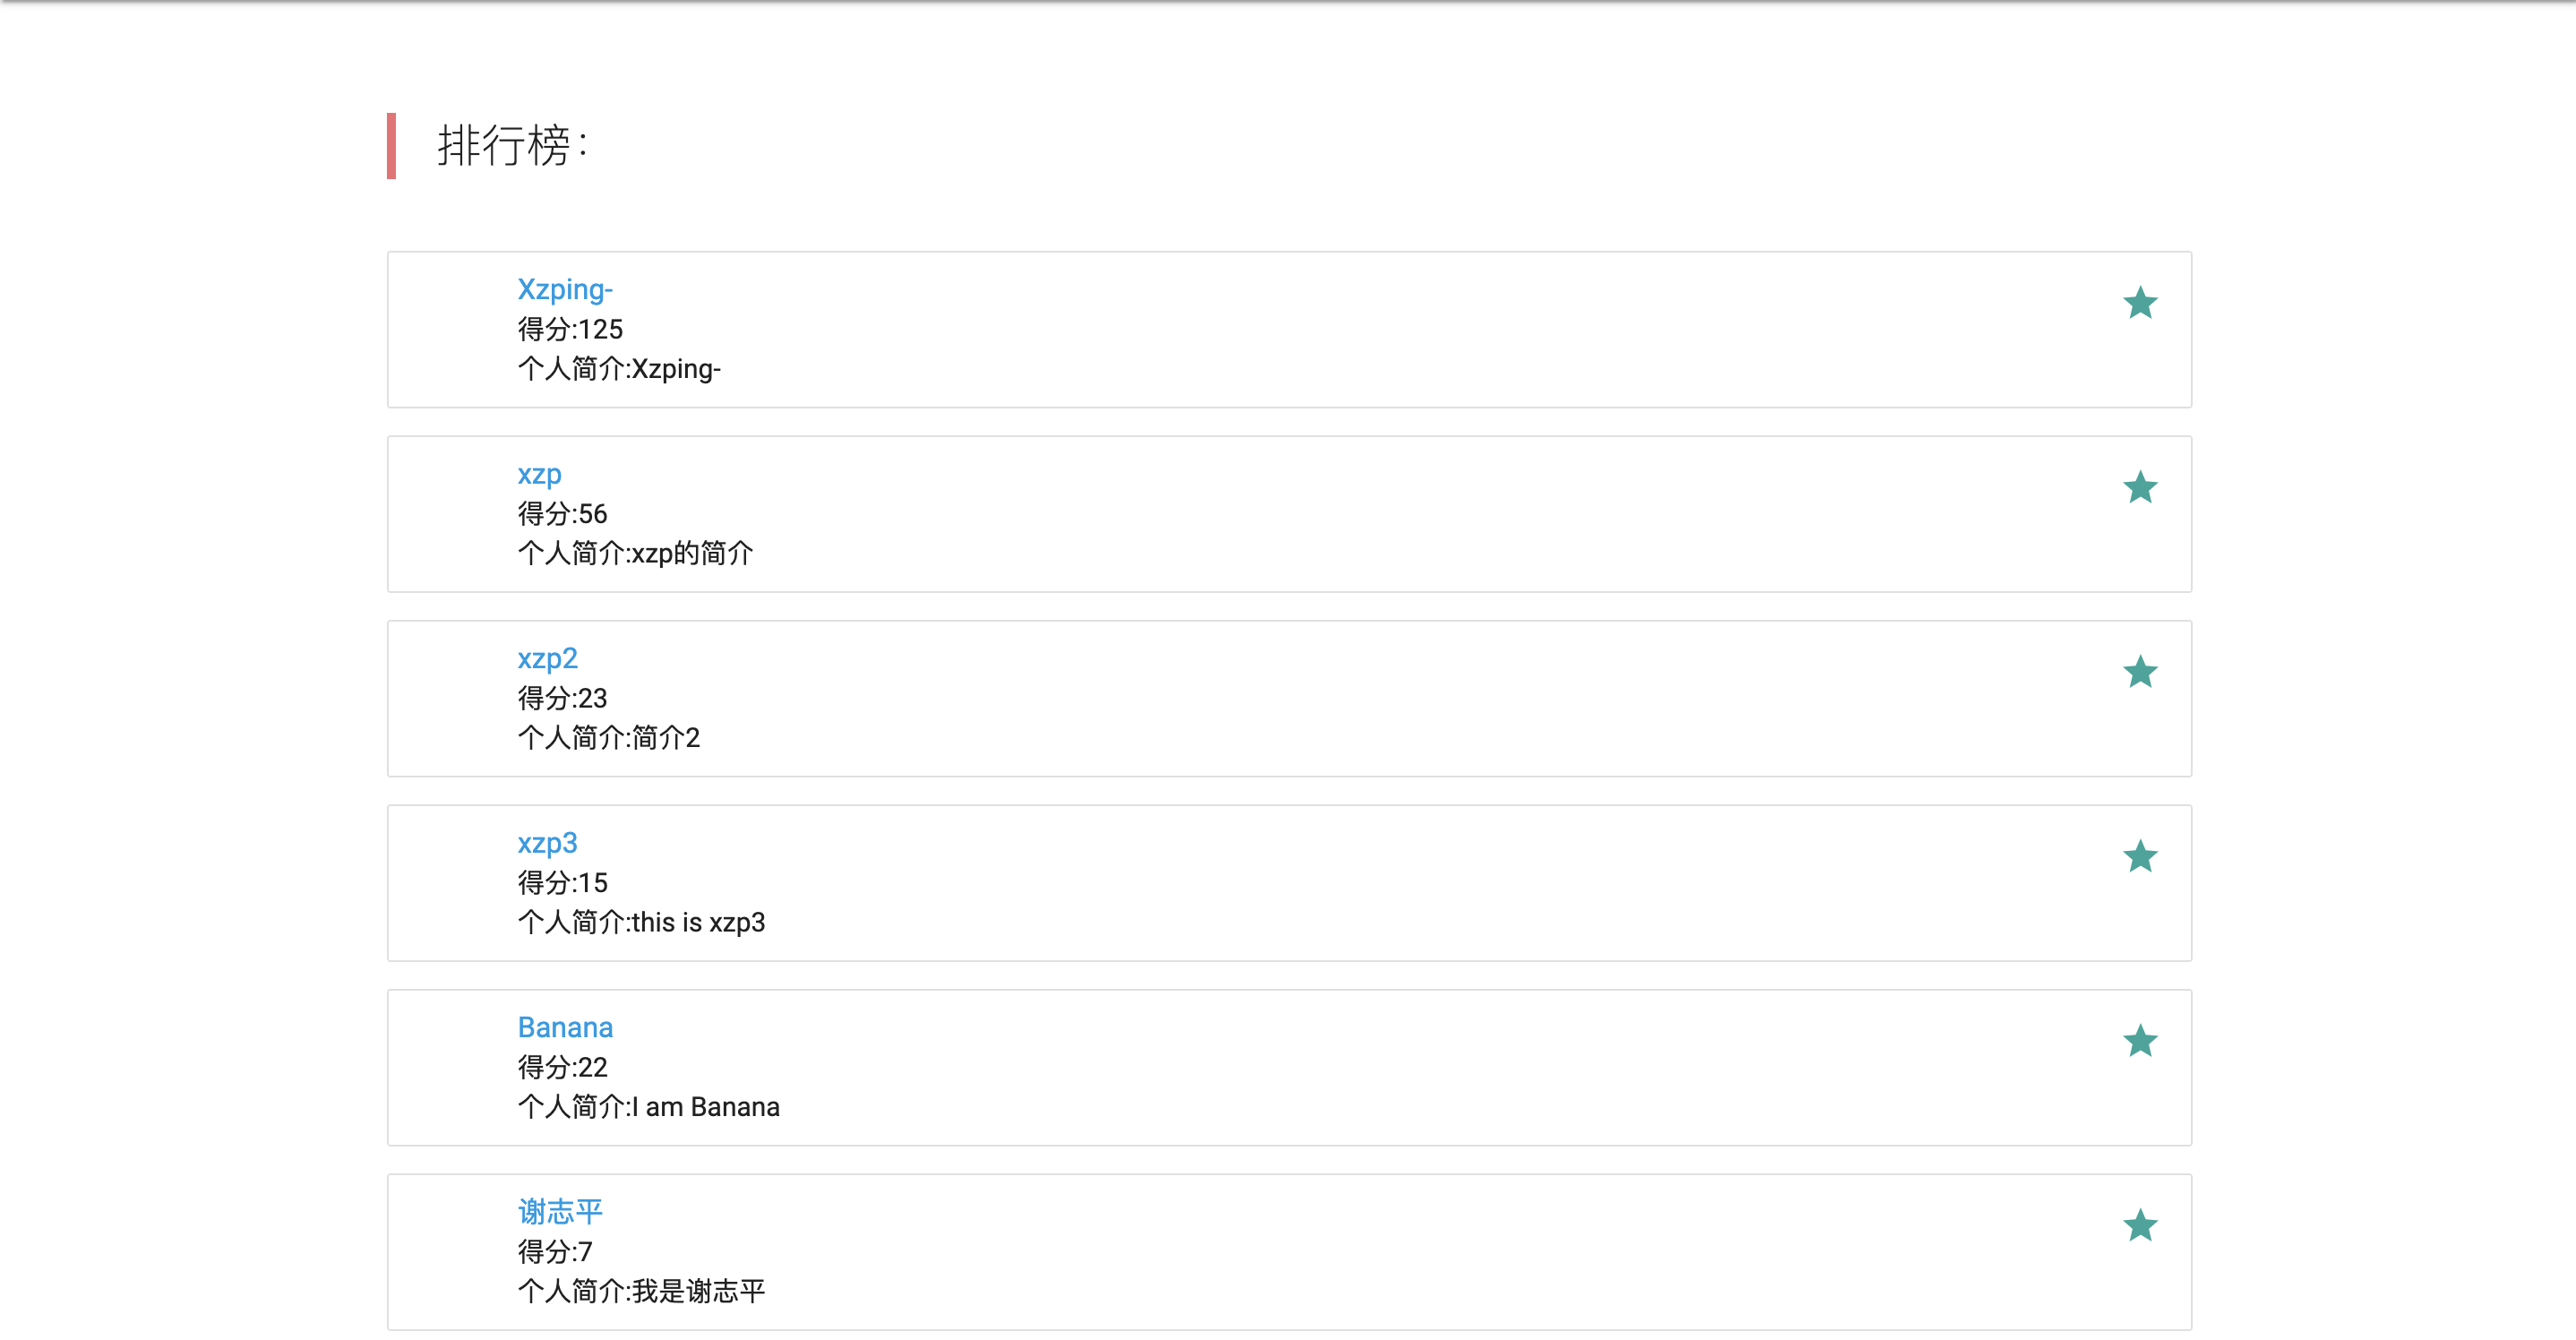 排行榜：
Xzping-
得分:125
个人简介:Xzping-
xzp
得分:56
个人简介:xzp的简介
xzp2
得分:23
个人简介:简介2
xzp3
得分:15
个人简介:this is xzp3
Banana
得分:22
个人简介:I am Banana
谢志平
得分:7
个人简介:我是谢志平